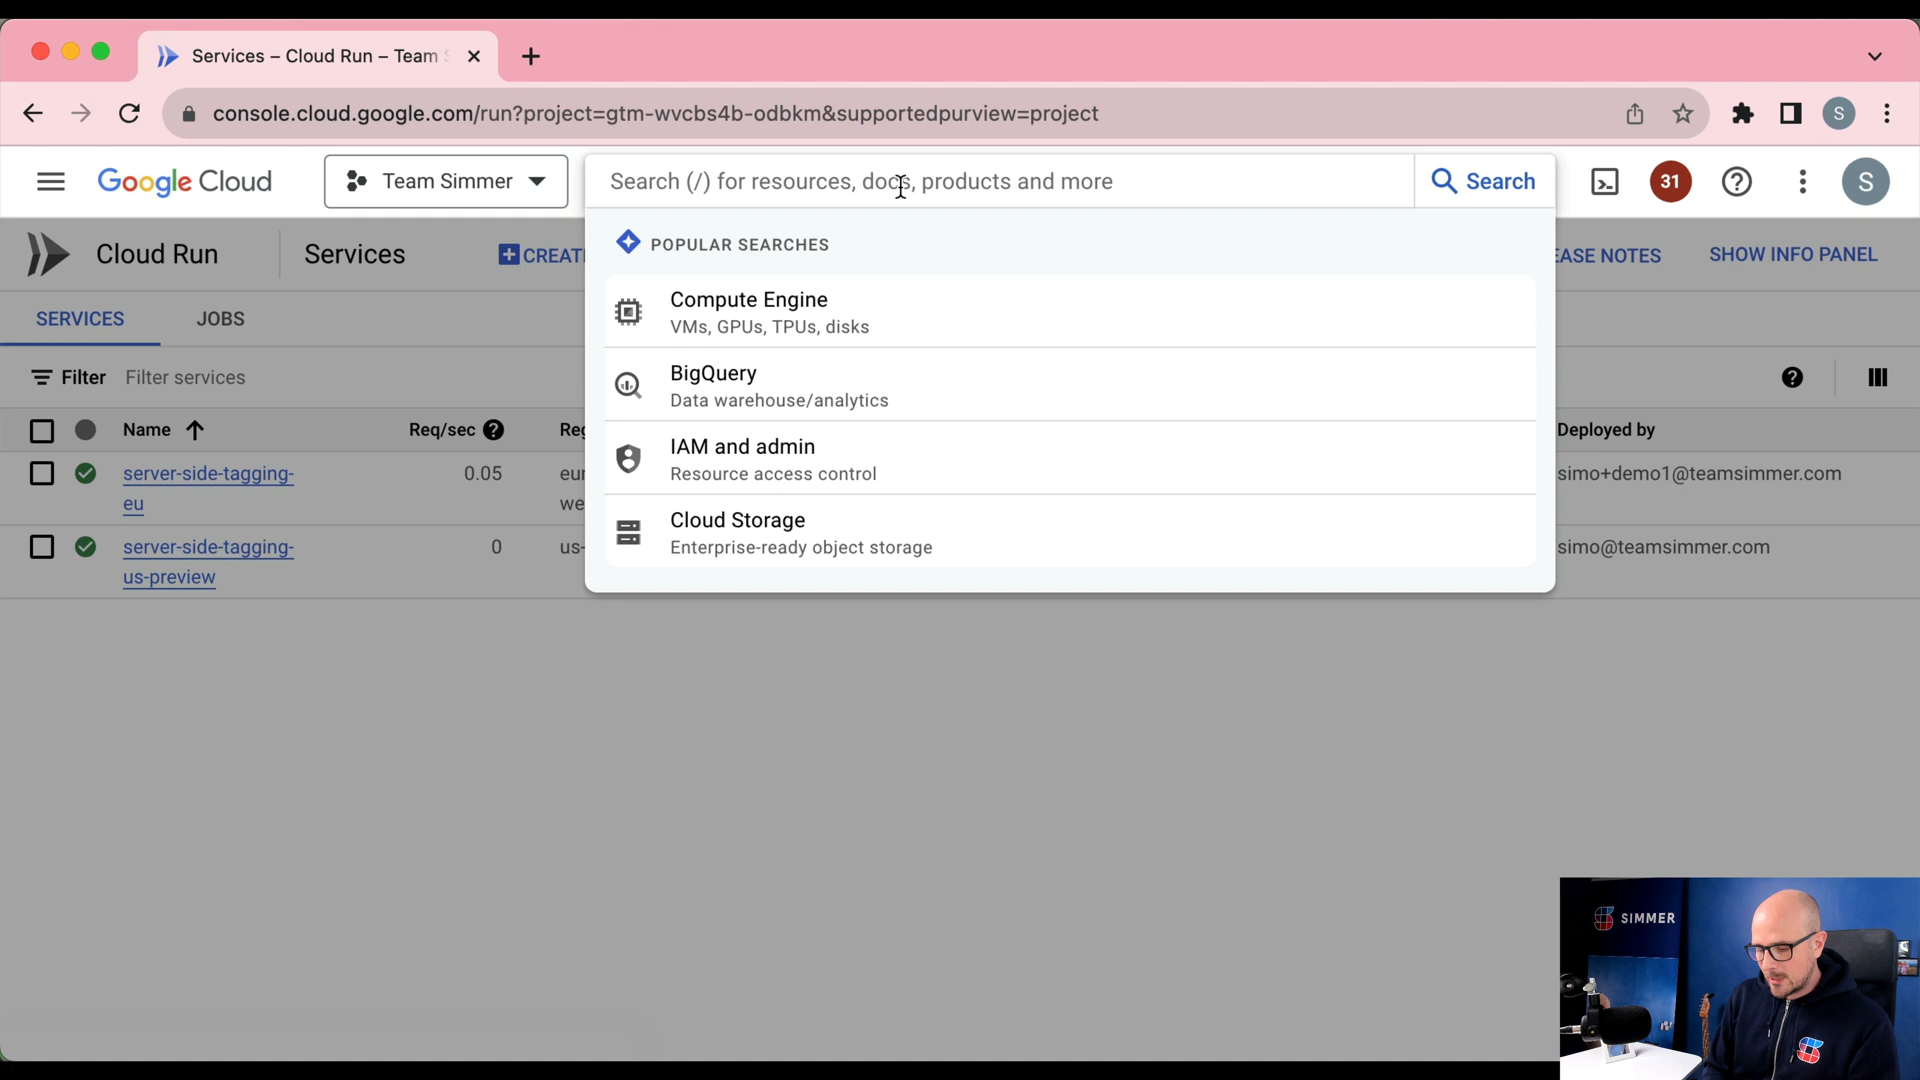 Services – Cloud Run – Team S
console.cloud.google.com/run?project=gtm-wvcbs4b-odbkm&supportedpurview=project
S
Google Cloud
Team Simmer
Search (/) for resources, docs, products and more
Search
31
S
Cloud Run
Services
CREATE
EASE NOTES
SHOW INFO PANEL
POPULAR SEARCHES
Compute Engine
VMs, GPUs, TPUs, disks
BigQuery
Data warehouse/analytics
IAM and admin
Resource access control
Cloud Storage
Enterprise-ready object storage
SERVICES
JOBS
Filter
Filter services
Name
Req/sec
Reg
Deployed by
server-side-tagging-
eu
0.05
eur
we
simo+demo1@teamsimmer.com
server-side-tagging-
us-preview
0
us-
simo@teamsimmer.com
SIMMER